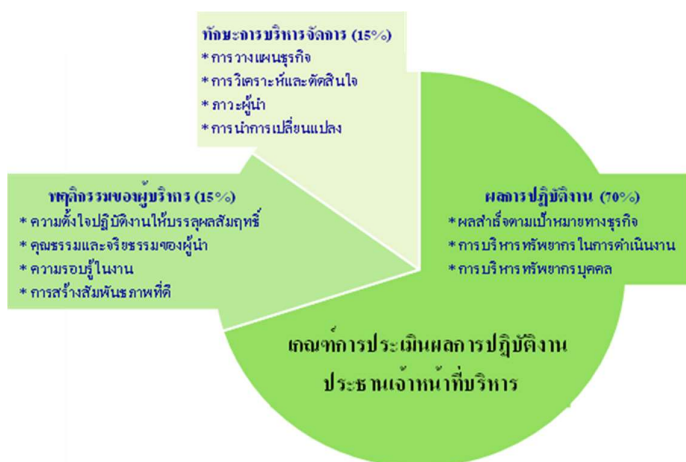 ทักษะการบริหารจัดการ (15%)
* การวางแผนธุรกิจ
* การวิเคราะห์และตัดสินใจ
* ภาวะผู้นำ
* การนำการเปลี่ยนแปลง
พฤติกรรมของผู้บริหาร (15%)
* ความตั้งใจปฏิบัติงานให้บรรลุผลสัมฤทธิ์
* คุณธรรมและจริยธรรมของผู้นำ
* ความรอบรู้ในงาน
* การสร้างสัมพันธภาพที่ดี
ผลการปฏิบัติงาน (70%)
* ผลสำเร็จตามเป้าหมายทางธุรกิจ
* การบริหารทรัพยากรในการดำเนินงาน
* การบริหารทรัพยากรบุคคล
เกณฑ์การประเมินผลการปฏิบัติงาน
ประธานเจ้าหน้าที่บริหาร